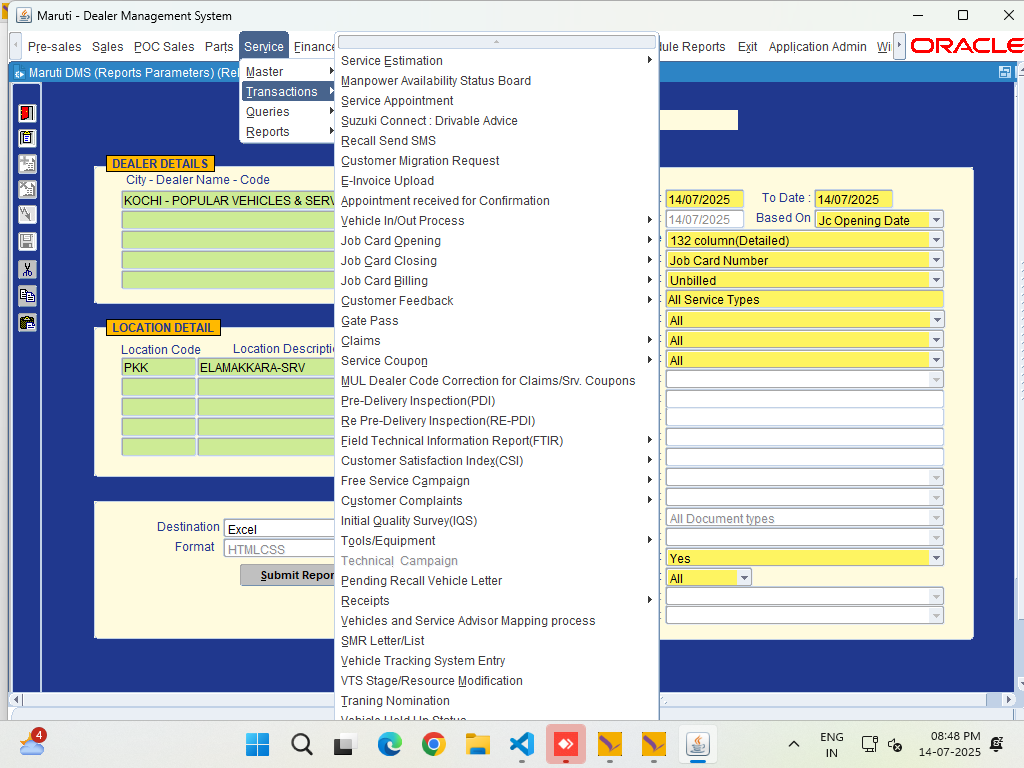 Maruti - Dealer Management System
Pre-sales Sales POC Sales Parts Service Finance dule Reports Exit Application Admin Wi ORACLE
Maruti DMS (Reports Parameters) (Rel
Master
Transactions
Queries
Reports
Service Estimation
Manpower Availability Status Board
Service Appointment
Suzuki Connect : Drivable Advice
Recall Send SMS
Customer Migration Request
E-Invoice Upload
Appointment received for Confirmation
Vehicle In/Out Process
Job Card Opening
Job Card Closing
Job Card Billing
Customer Feedback
Gate Pass
Claims
Service Coupon
MUL Dealer Code Correction for Claims/Srv. Coupons
Pre-Delivery Inspection(PDI)
Re Pre-Delivery Inspection(RE-PDI)
Field Technical Information Report(FTIR)
Customer Satisfaction Index(CSI)
Free Service Campaign
Customer Complaints
Initial Quality Survey(IQS)
Tools/Equipment
Technical Campaign
Pending Recall Vehicle Letter
Receipts
Vehicles and Service Advisor Mapping process
SMR Letter/List
Vehicle Tracking System Entry
VTS Stage/Resource Modification
Traning Nomination
Vehicle Held Up Status
DEALER DETAILS
City - Dealer Name - Code
KOCHI - POPULAR VEHICLES & SERV
LOCATION DETAIL
Location Code Location Descriptio
PKK ELAMAKKARA-SRV
Destination Excel
Format HTMLCSS
Submit Repor
14/07/2025 To Date : 14/07/2025
14/07/2025 Based On Jc Opening Date
132 column(Detailed)
Job Card Number
Unbilled
All Service Types
All
All
All
All Document types
Yes
All
4
ENG
IN
08:48 PM
14-07-2025